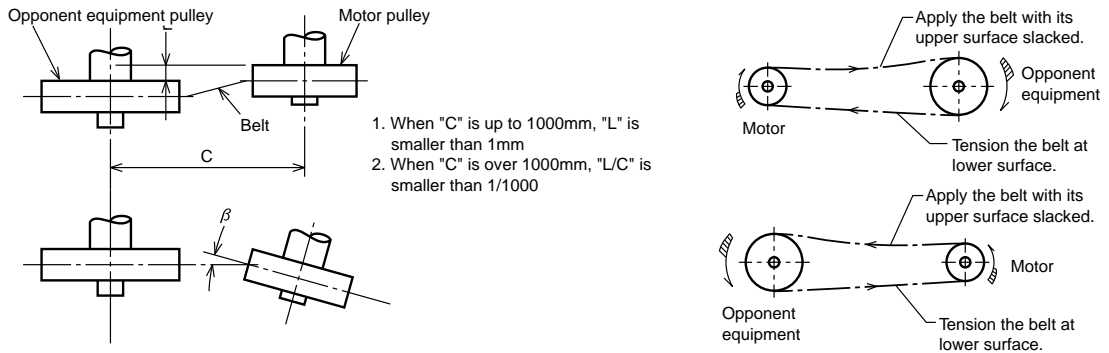 Opponent equipment pulley
Motor pulley
Belt
C
1. When "C" is up to 1000mm, "L" is
smaller than 1mm
2. When "C" is over 1000mm, "L/C" is
smaller than 1/1000
β
Apply the belt with its
upper surface slacked.
Opponent
equipment
Motor
Tension the belt at
lower surface.
Apply the belt with its
upper surface slacked.
Motor
Opponent
equipment
Tension the belt at
lower surface.